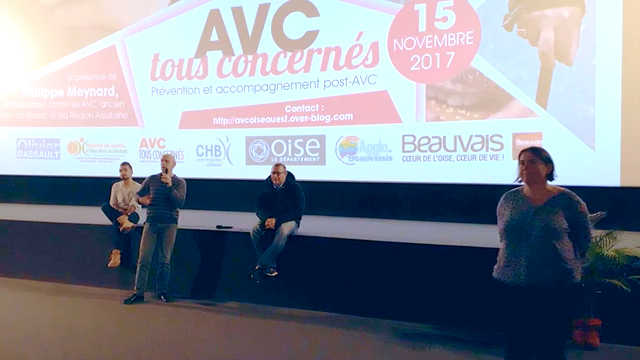 AVC
tous concernés
Prévention et accompagnement post-AVC
15
NOVEMBRE
2017
En présence de
Philippe Meynard,
Contact :
http://avcoiseouest.over-blog.com
Olivier
DASSAULT
AVC
TOUS CONCERNÉS
CHB
Oise
LE DÉPARTEMENT
Agglo
Beauvaisis
Beauvais
CŒUR DE L'OISE, CŒUR DE VIE !